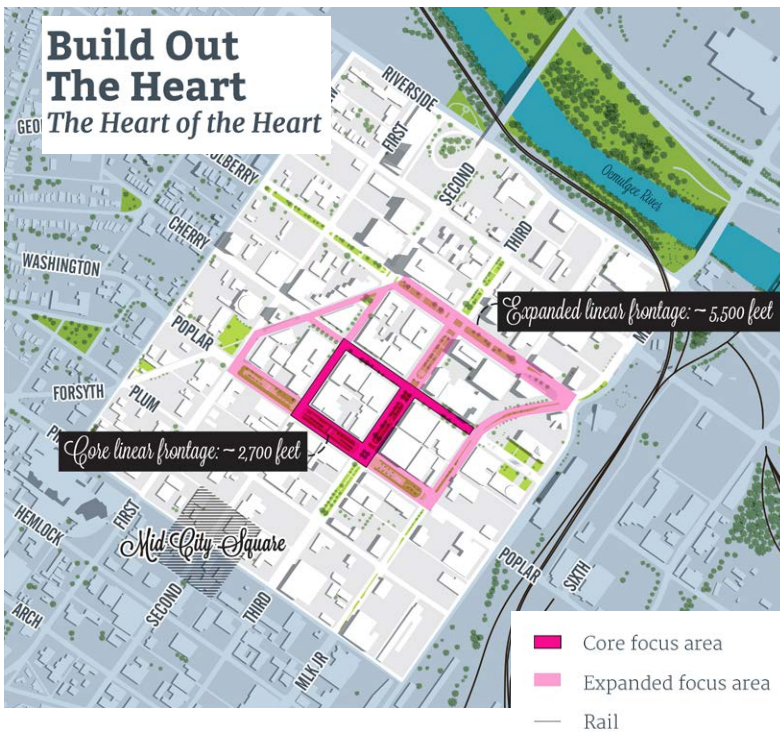 Build Out
The Heart
The Heart of the Heart
RIVERSIDE
FIRST
SECOND
THIRD
Ocmulgee River
CHERRY
WASHINGTON
POPLAR
FORSYTH
PLUM
Expanded linear frontage: ~ 5,500 feet
Core linear frontage: ~ 2,700 feet
HEMLOCK
FIRST
Mid City Square
ARCH
SECOND
THIRD
MLK JR
POPLAR
SIXTH
Core focus area
Expanded focus area
Rail